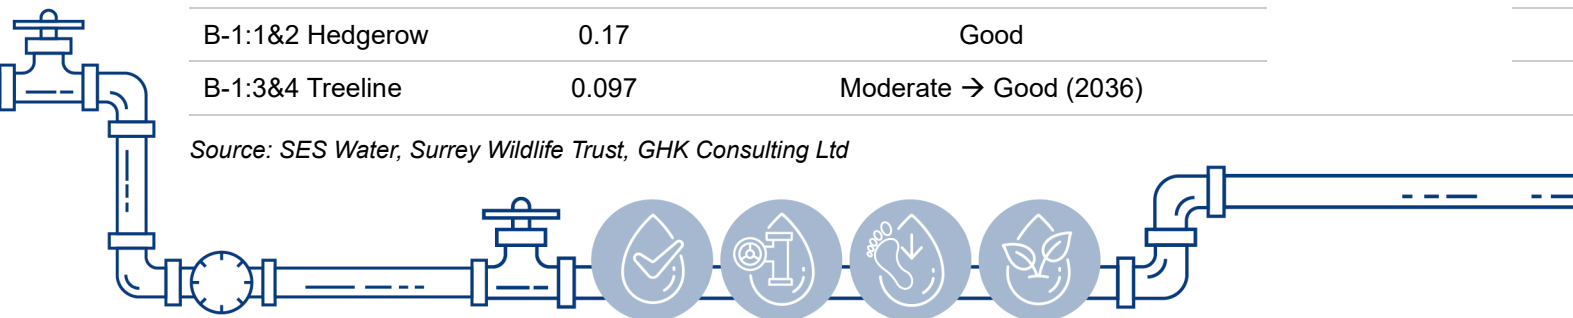 B-1:1&2 Hedgerow 0.17 Good
B-1:3&4 Treeline 0.097 Moderate → Good (2036)
Source: SES Water, Surrey Wildlife Trust, GHK Consulting Ltd